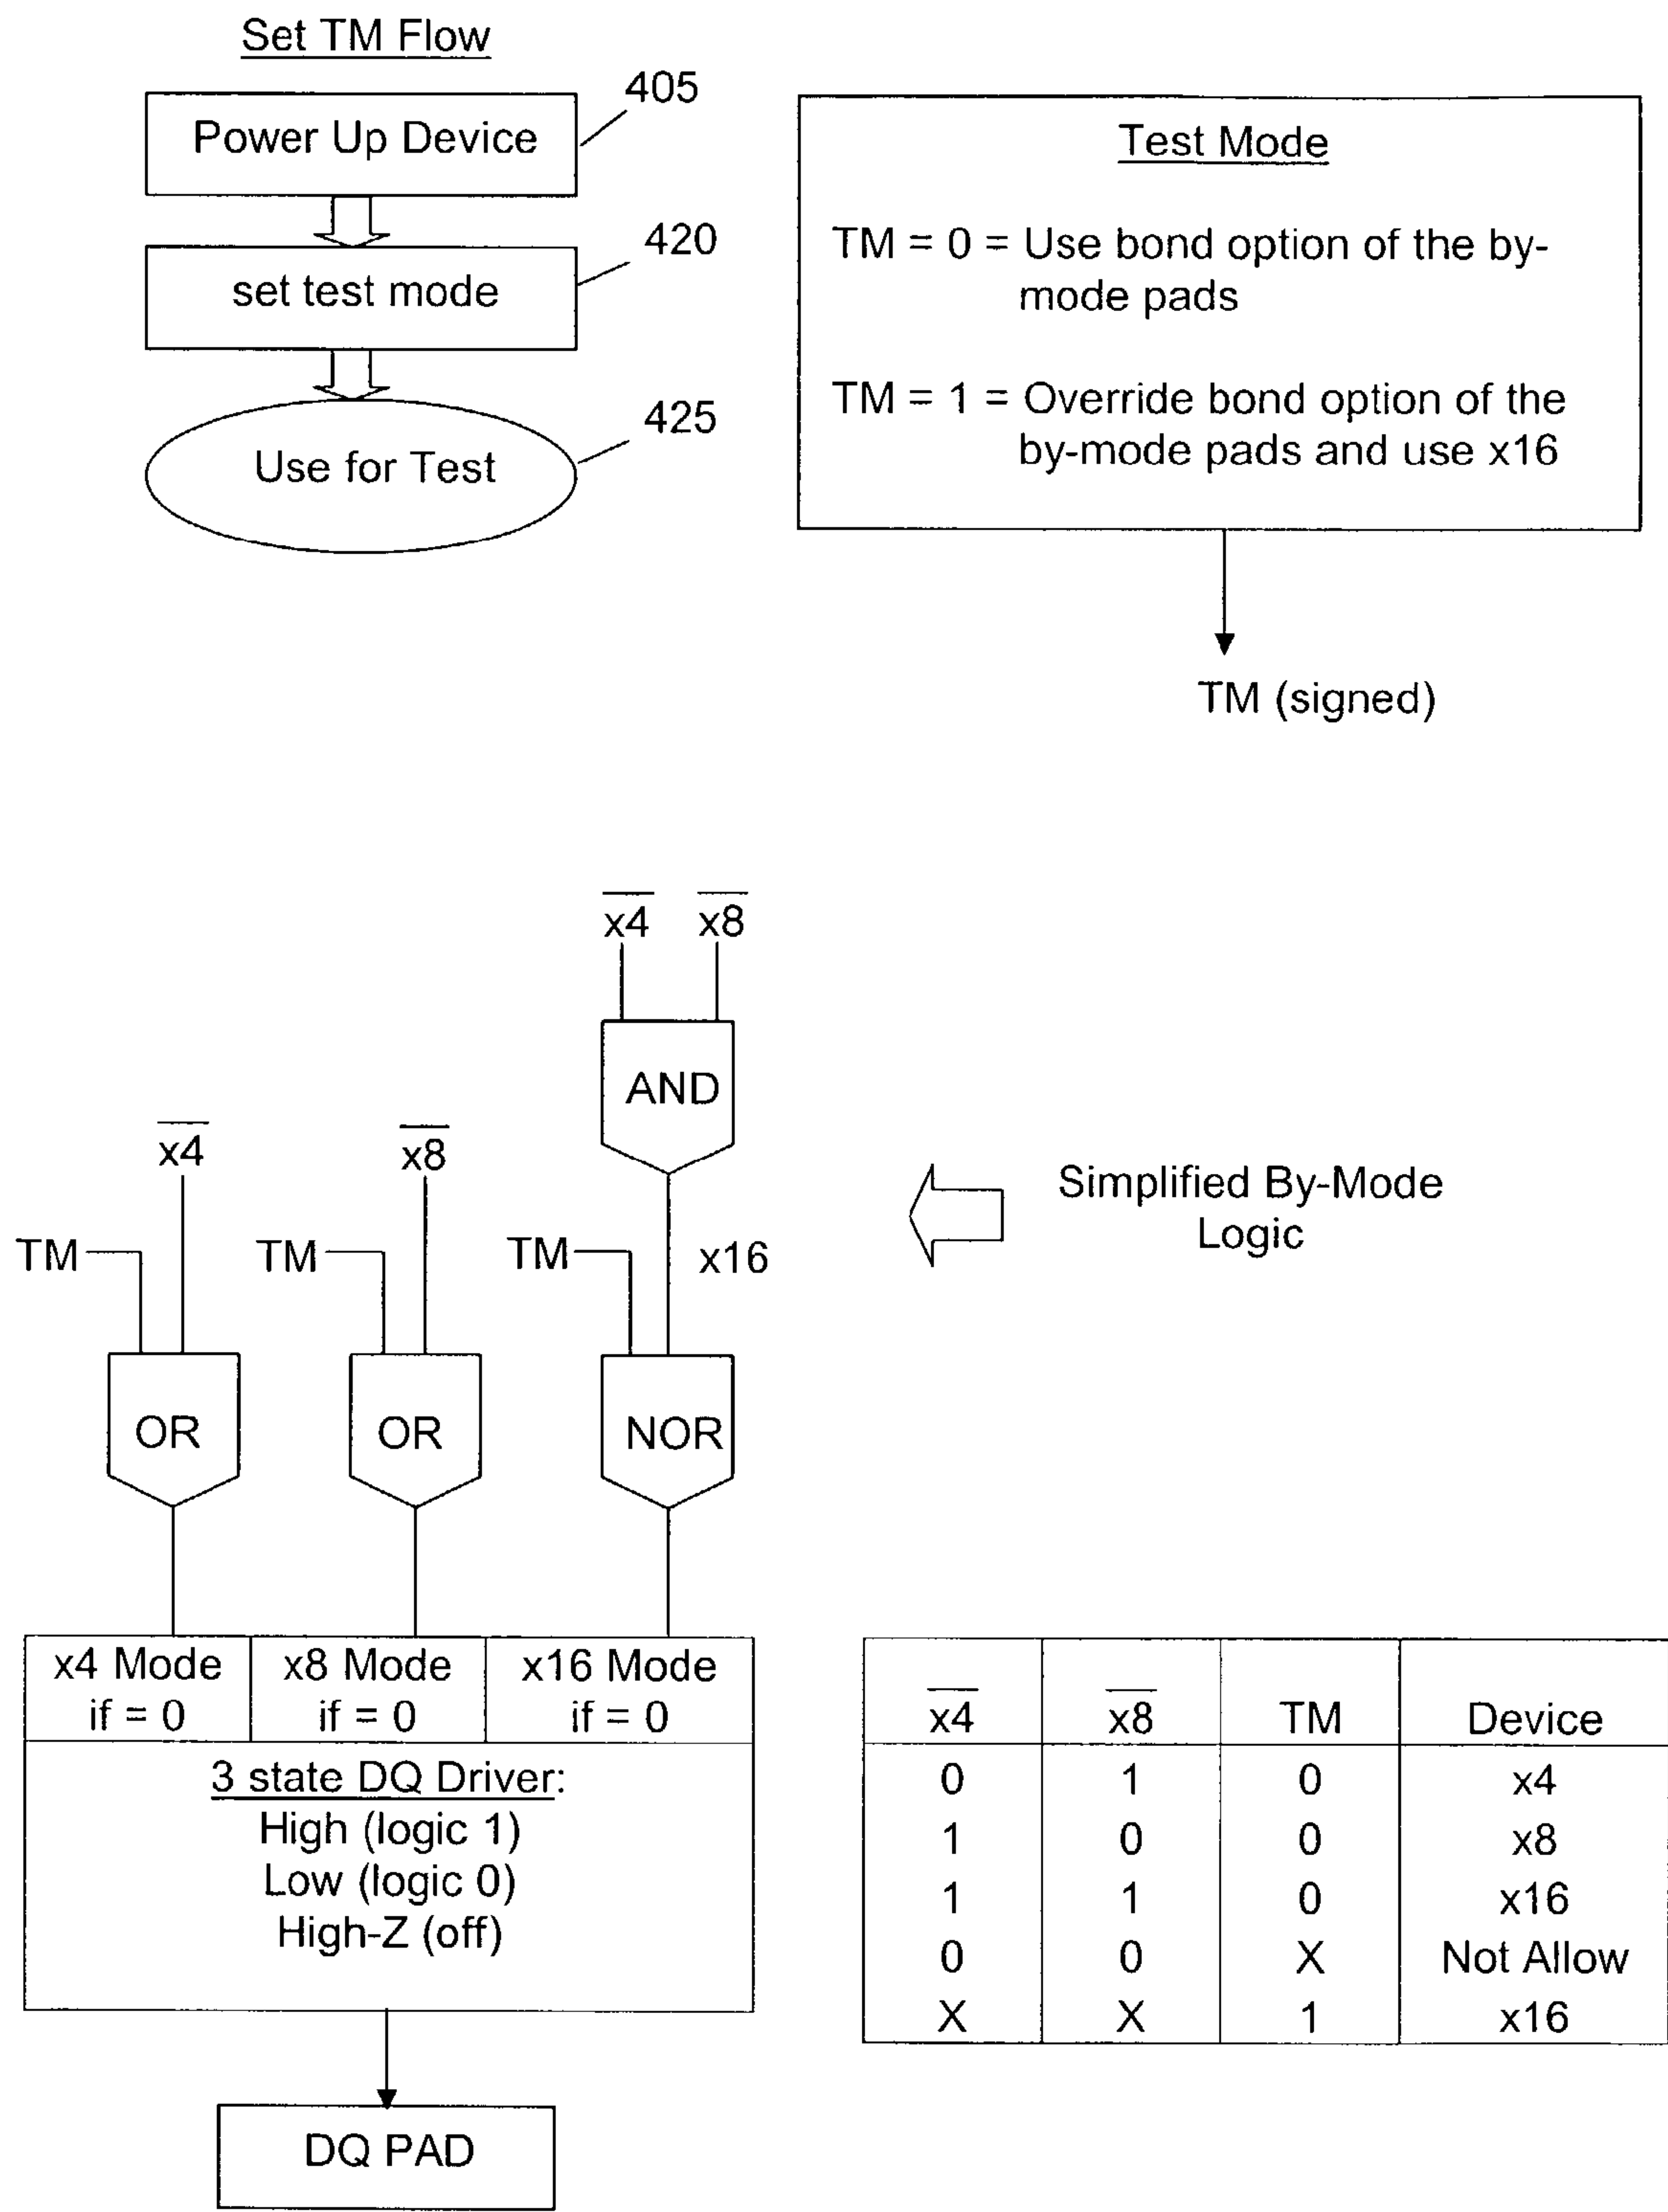 Set TM Flow
405
Power Up Device
420
set test mode
425
Use for Test
Test Mode
TM = 0 = Use bond option of the by-
mode pads
TM = 1 = Override bond option of the
by-mode pads and use x16
TM (signed)
x4 x8
AND
x4 x8
TM TM TM x16
Simplified By-Mode
Logic
OR OR NOR
x4 Mode x8 Mode x16 Mode
if = 0 if = 0 if = 0
3 state DQ Driver:
High (logic 1)
Low (logic 0)
High-Z (off)
DQ PAD
x4 x8 TM Device
0 1 0 x4
1 0 0 x8
1 1 0 x16
0 0 X Not Allow
X X 1 x16